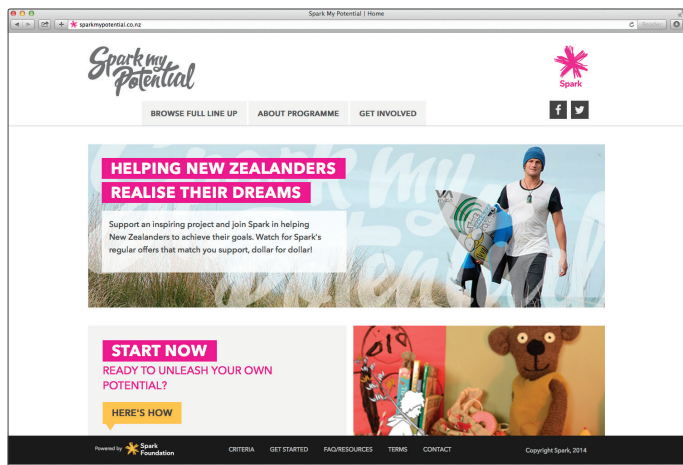 Spark My Potential | Home
sparkmypotential.co.nz
Reader
Spark my
Potential
Spark
BROWSE FULL LINE UP
ABOUT PROGRAMME
GET INVOLVED
Spark my
Potential
HELPING NEW ZEALANDERS
REALISE THEIR DREAMS
Support an inspiring project and join Spark in helping
New Zealanders to achieve their goals. Watch for Spark's
regular offers that match you support, dollar for dollar!
START NOW
READY TO UNLEASH YOUR OWN
POTENTIAL?
HERE'S HOW
Powered by Spark
Foundation
CRITERIA
GET STARTED
FAQ/RESOURCES
TERMS
CONTACT
Copyright Spark, 2014